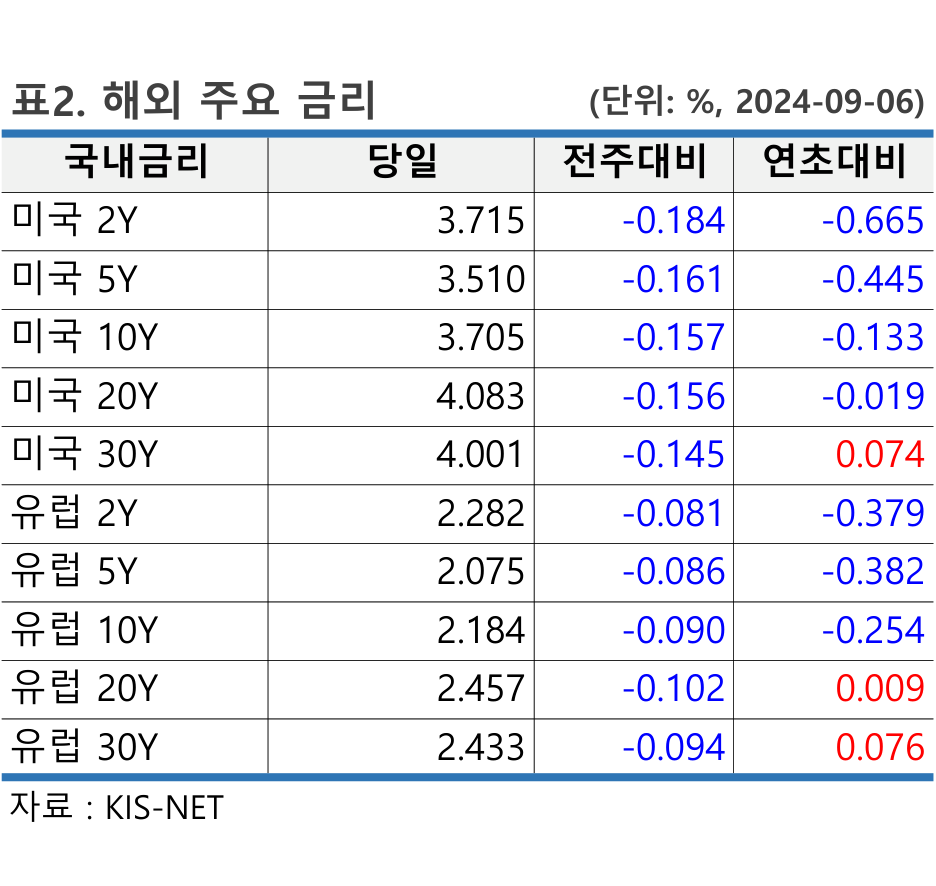 표2. 해외 주요 금리 (단위: %, 2024-09-06)
국내금리 당일 전주대비 연초대비
미국 2Y 3.715 -0.184 -0.665
미국 5Y 3.510 -0.161 -0.445
미국 10Y 3.705 -0.157 -0.133
미국 20Y 4.083 -0.156 -0.019
미국 30Y 4.001 -0.145 0.074
유럽 2Y 2.282 -0.081 -0.379
유럽 5Y 2.075 -0.086 -0.382
유럽 10Y 2.184 -0.090 -0.254
유럽 20Y 2.457 -0.102 0.009
유럽 30Y 2.433 -0.094 0.076
자료 : KIS-NET